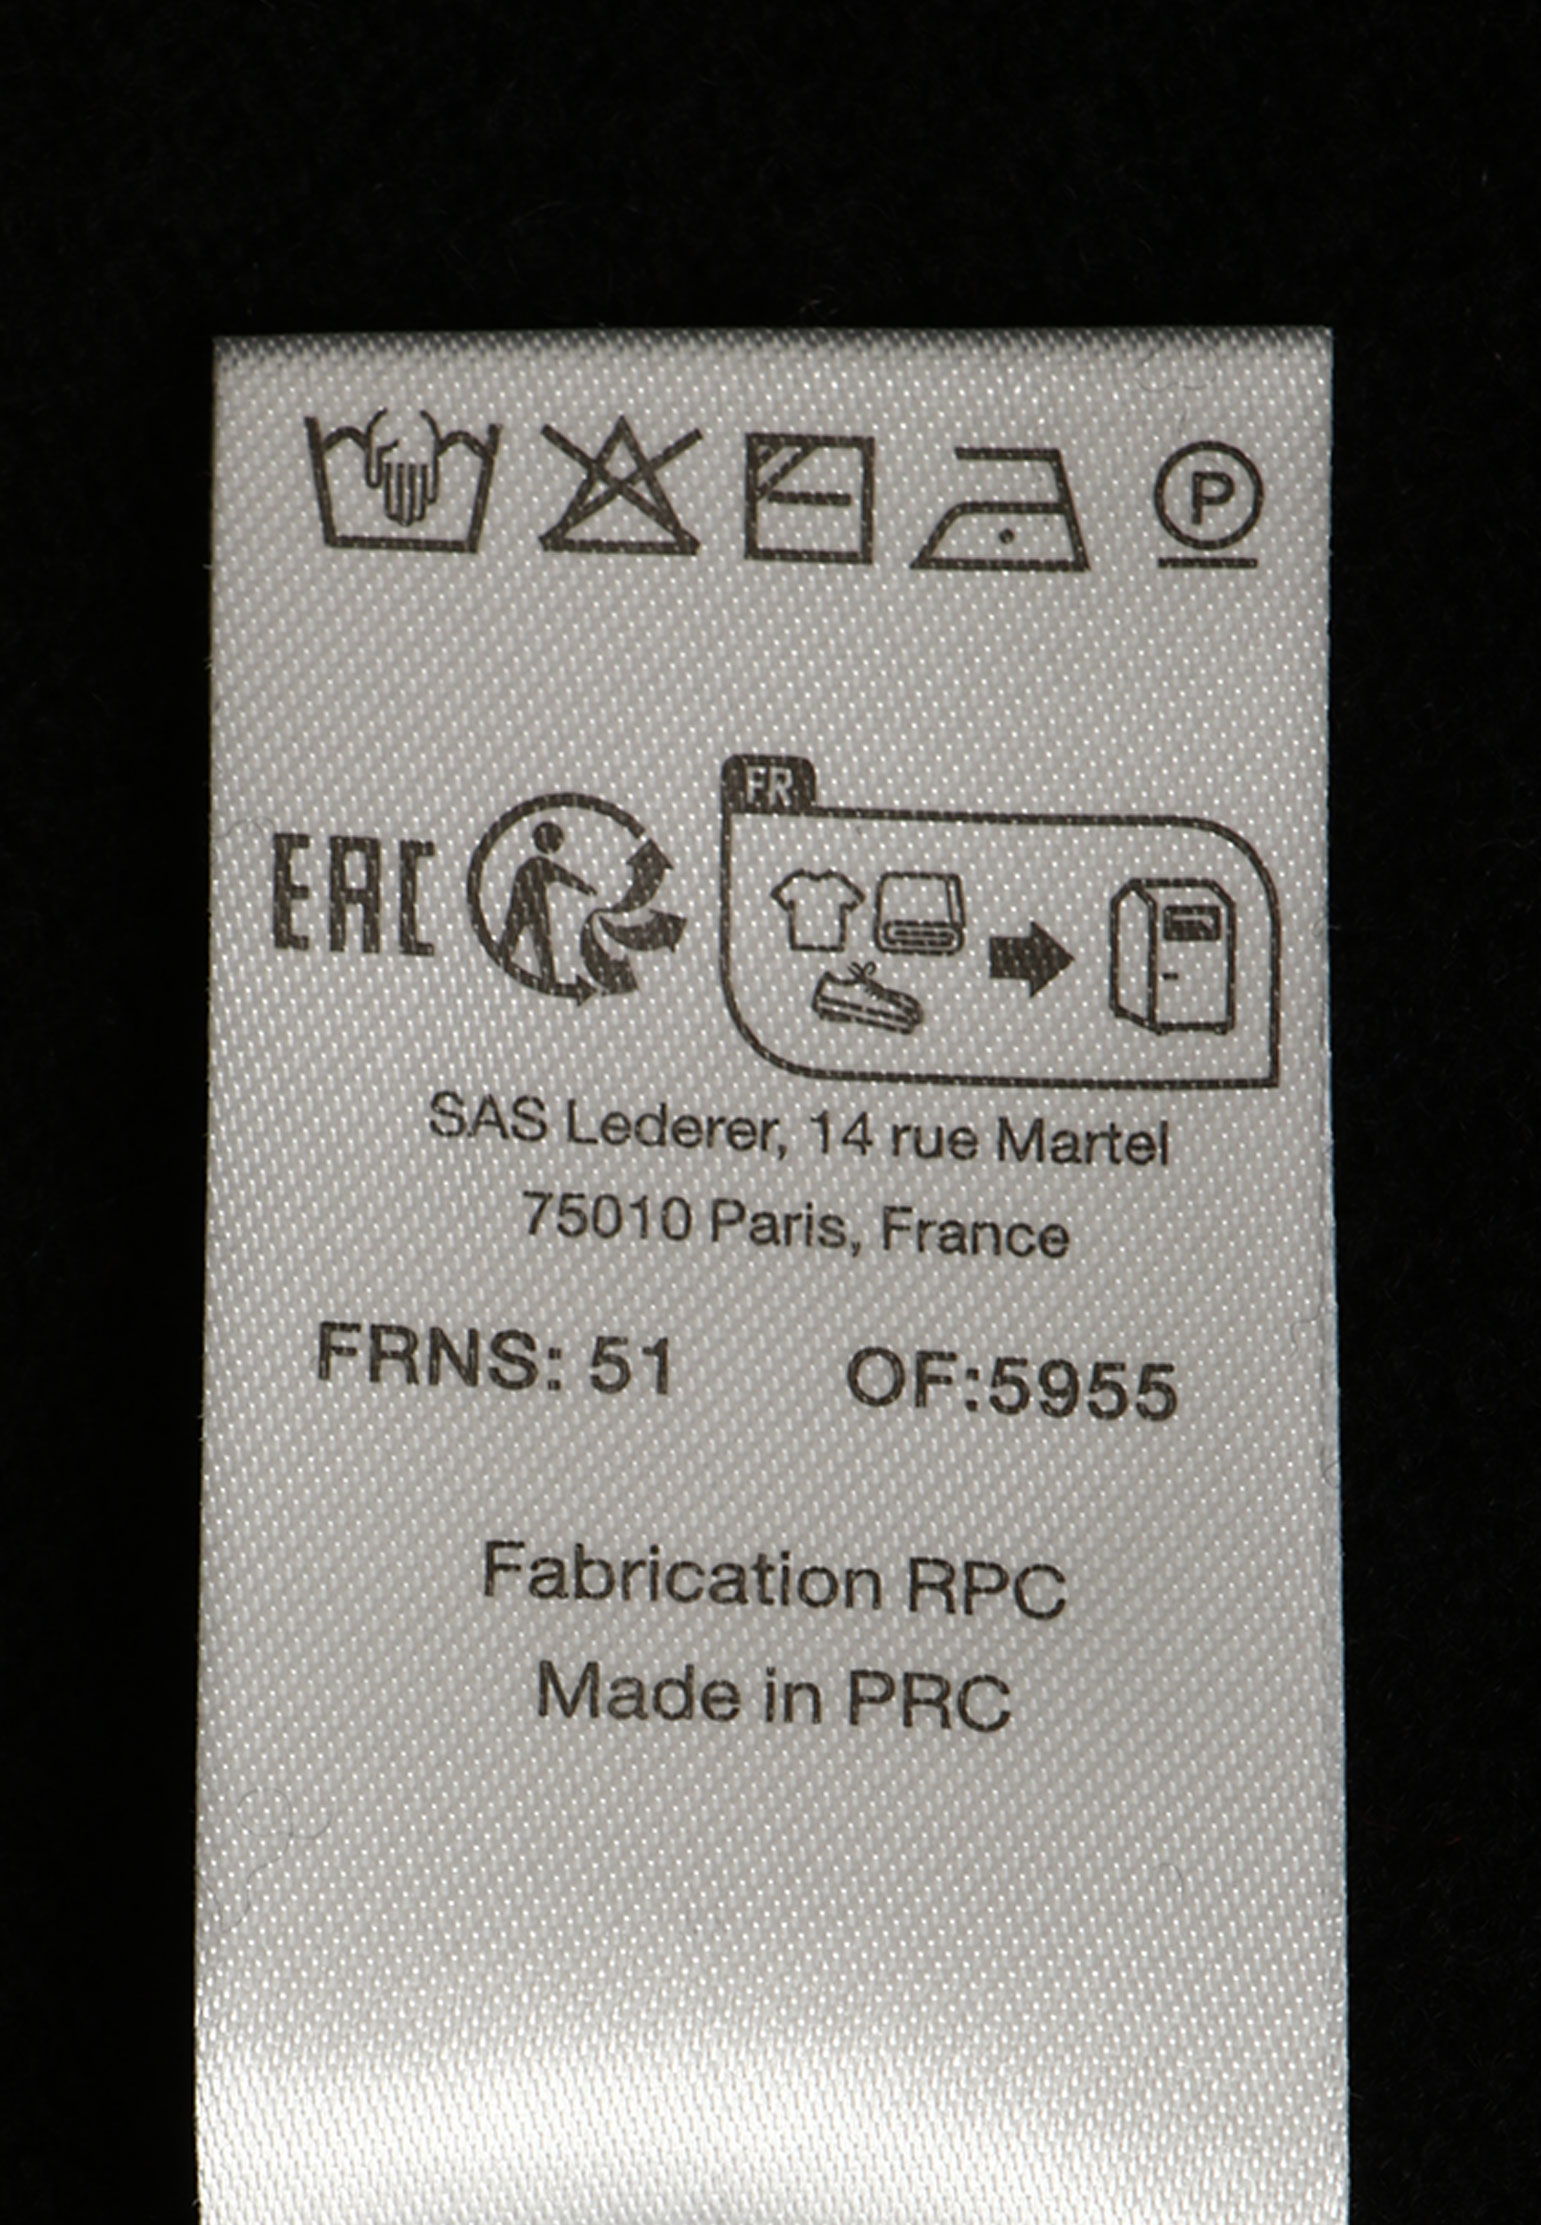 P
FR
EAC
SAS Lederer, 14 rue Martel
75010 Paris, France
FRNS: 51 OF:5955
Fabrication RPC
Made in PRC